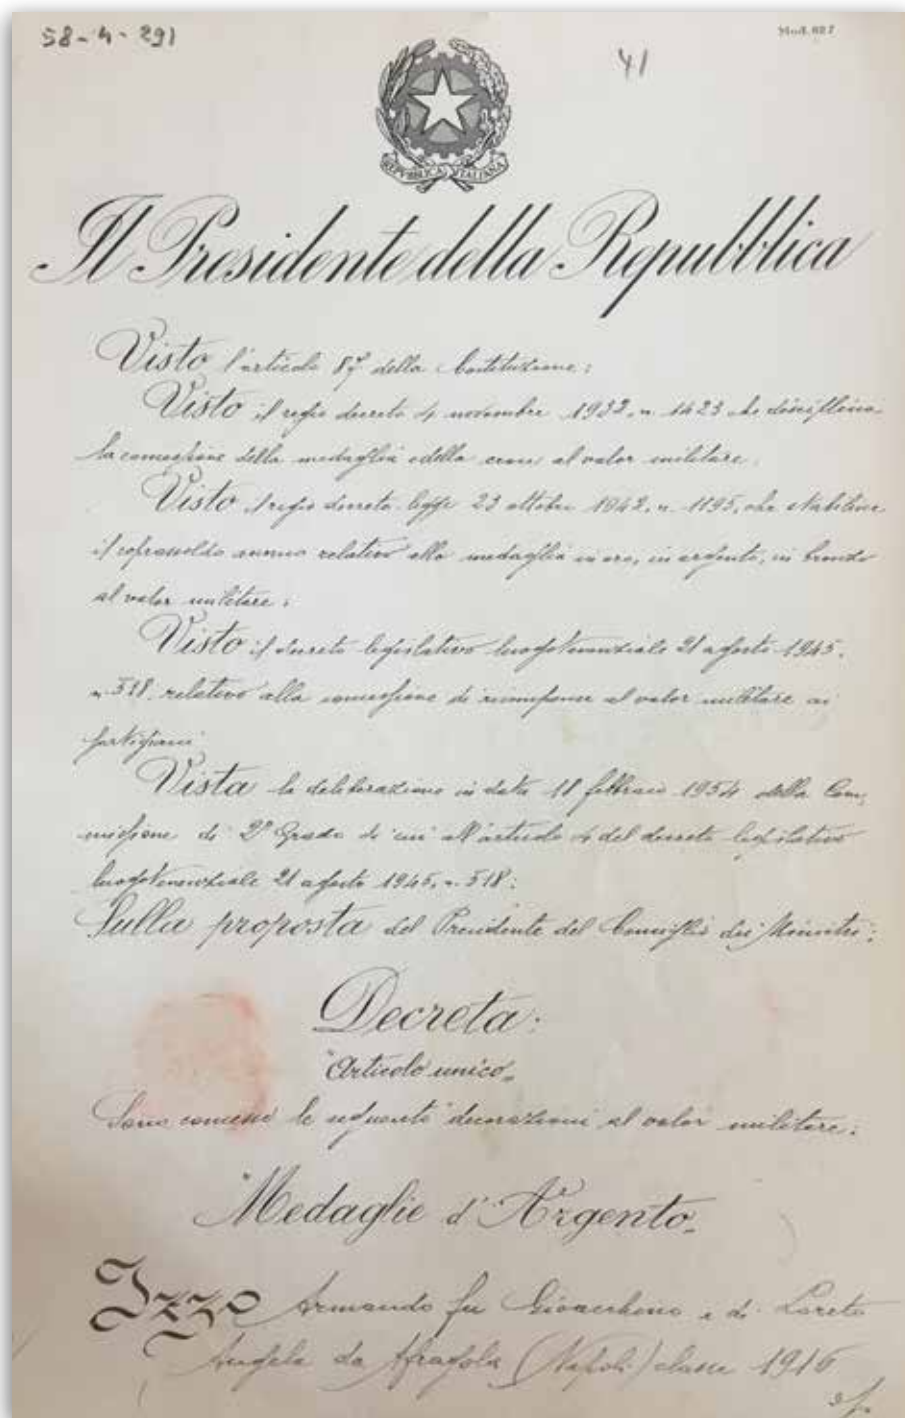 58-4-291
Mod. 827
41
REPVBBLICA ITALIANA
Il Presidente della Repubblica
Visto l'articolo 87 della Costituzione;
Visto il regio decreto 4 novembre 1932, n. 1423 che disciplina
la concessione della medaglia e della croce al valor militare;
Visto il regio decreto legge 23 ottobre 1942, n. 1195, che stabilisce
il soprassoldo annuo relativo alla medaglia in oro, in argento, in bronzo
al valor militare;
Visto il decreto legislativo luogotenenziale 21 agosto 1945,
n. 518, relativo alla concessione di ricompense al valor militare ai
partigiani
Vista la deliberazione in data 18 febbraio 1954 della Com,
missione di 2° Grado di cui all'articolo 4 del decreto legislativo
luogotenenziale 21 agosto 1945, n. 518;
Sulla proposta del Presidente del Consiglio dei Ministri;
Decreta:
"Articolo unico"
Sono concesse le seguenti decorazioni al valor militare:
"Medaglie d'Argento"
Izzo Armando fu Gioacchino e di Loreto
Angela da Afragola (Napoli) classe 1916